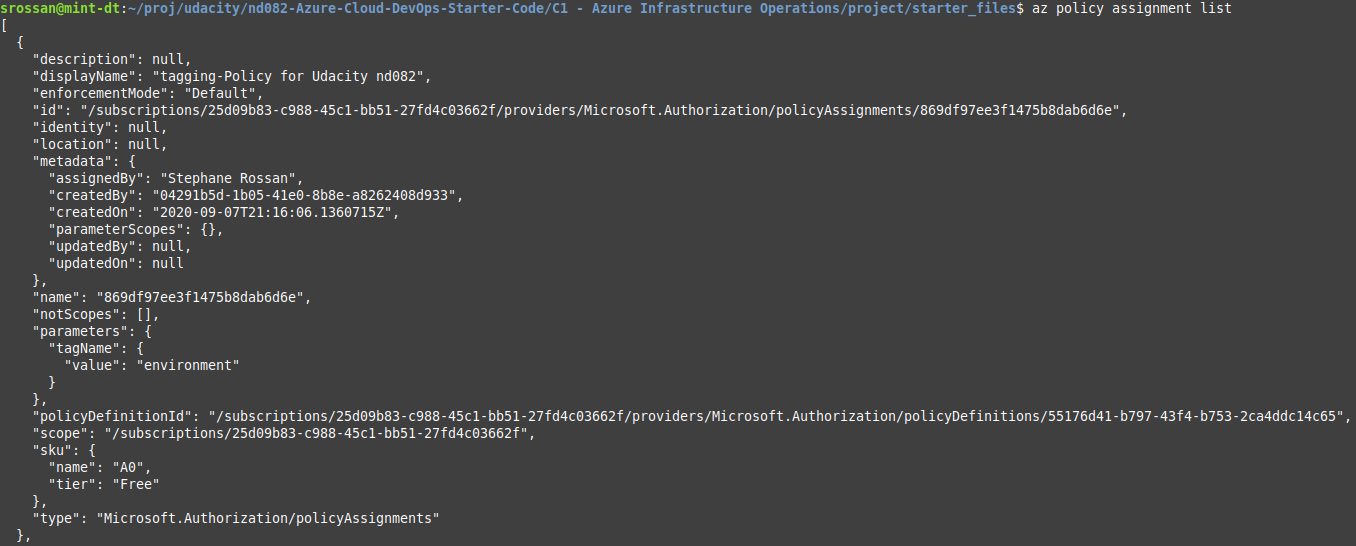 srossan@mint-dt:~/proj/udacity/nd082-Azure-Cloud-DevOps-Starter-Code/C1 - Azure Infrastructure Operations/project/starter_files$ az policy assignment list
[
  {
    "description": null,
    "displayName": "tagging-Policy for Udacity nd082",
    "enforcementMode": "Default",
    "id": "/subscriptions/25d09b83-c988-45c1-bb51-27fd4c03662f/providers/Microsoft.Authorization/policyAssignments/869df97ee3f1475b8dab6d6e",
    "identity": null,
    "location": null,
    "metadata": {
      "assignedBy": "Stephane Rossan",
      "createdBy": "04291b5d-1b05-41e0-8b8e-a8262408d933",
      "createdOn": "2020-09-07T21:16:06.1360715Z",
      "parameterScopes": {},
      "updatedBy": null,
      "updatedOn": null
    },
    "name": "869df97ee3f1475b8dab6d6e",
    "notScopes": [],
    "parameters": {
      "tagName": {
        "value": "environment"
      }
    },
    "policyDefinitionId": "/subscriptions/25d09b83-c988-45c1-bb51-27fd4c03662f/providers/Microsoft.Authorization/policyDefinitions/55176d41-b797-43f4-b753-2ca4ddc14c65",
    "scope": "/subscriptions/25d09b83-c988-45c1-bb51-27fd4c03662f",
    "sku": {
      "name": "A0",
      "tier": "Free"
    },
    "type": "Microsoft.Authorization/policyAssignments"
  },